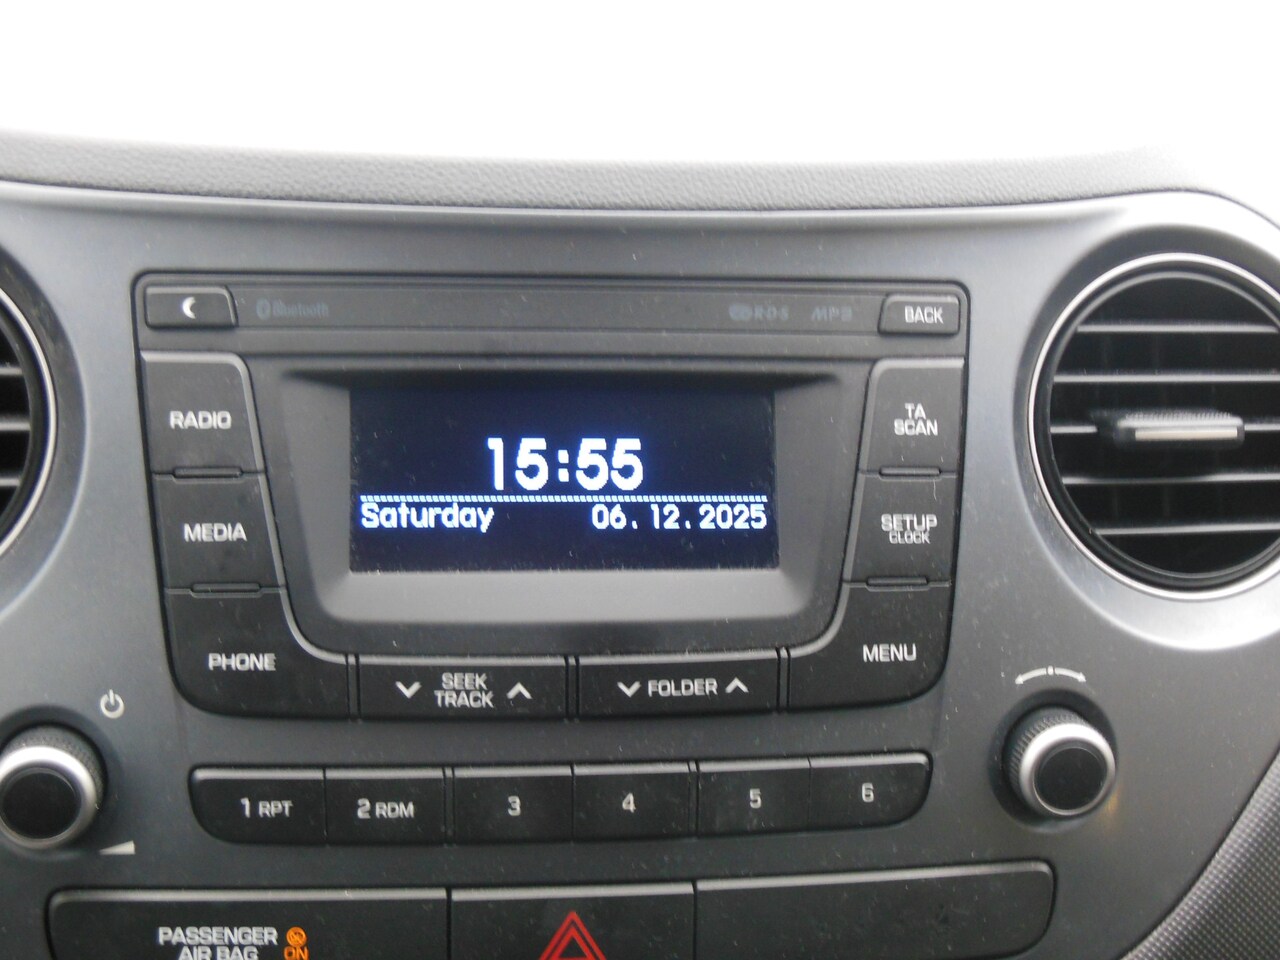 Bluetooth
RDS
MP3
BACK
RADIO
TA
SCAN
15:55
Saturday 06.12.2025
MEDIA
SETUP
CLOCK
PHONE
SEEK
TRACK
FOLDER
MENU
1 RPT
2 RDM
3
4
5
6
PASSENGER
AIR BAG ON